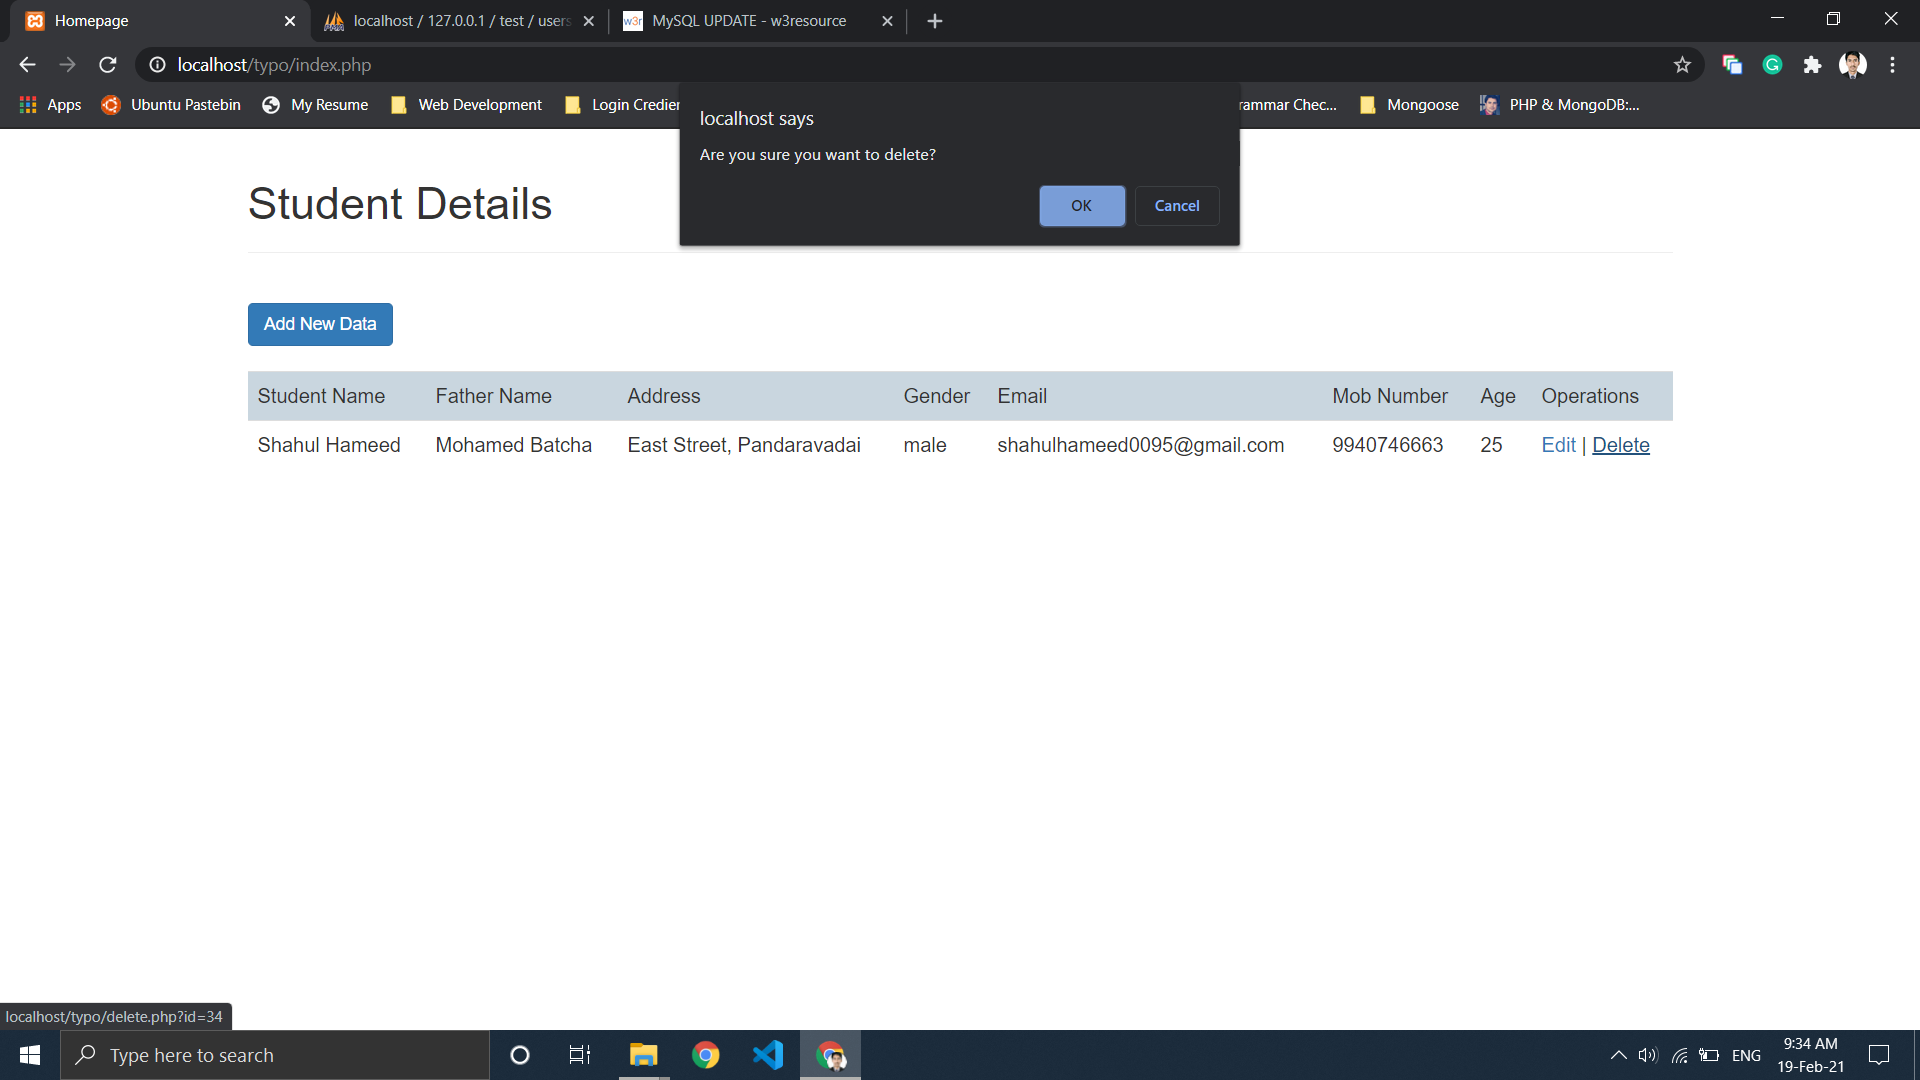 Homepage
localhost / 127.0.0.1 / test / users
w3r MySQL UPDATE - w3resource
localhost/typo/index.php
Apps Ubuntu Pastebin My Resume Web Development Login Credier rammar Chec... Mongoose PHP & MongoDB:...
localhost says
Are you sure you want to delete?
OK Cancel
Student Details
Add New Data
Student Name Father Name Address Gender Email Mob Number Age Operations
Shahul Hameed Mohamed Batcha East Street, Pandaravadai male shahulhameed0095@gmail.com 9940746663 25 Edit | Delete
localhost/typo/delete.php?id=34
Type here to search
ENG
9:34 AM
19-Feb-21